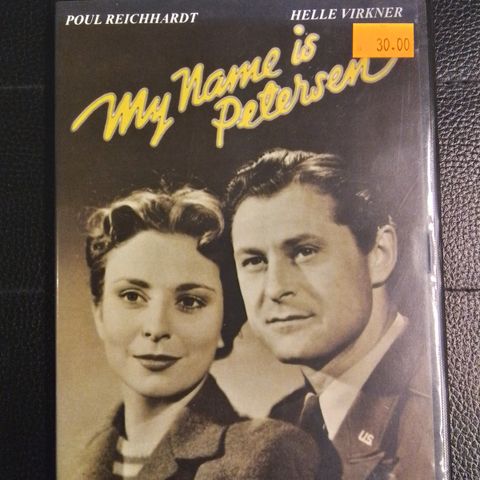 POUL REICHHARDT HELLE VIRKNER
30.00
My Name is
Petersen
US